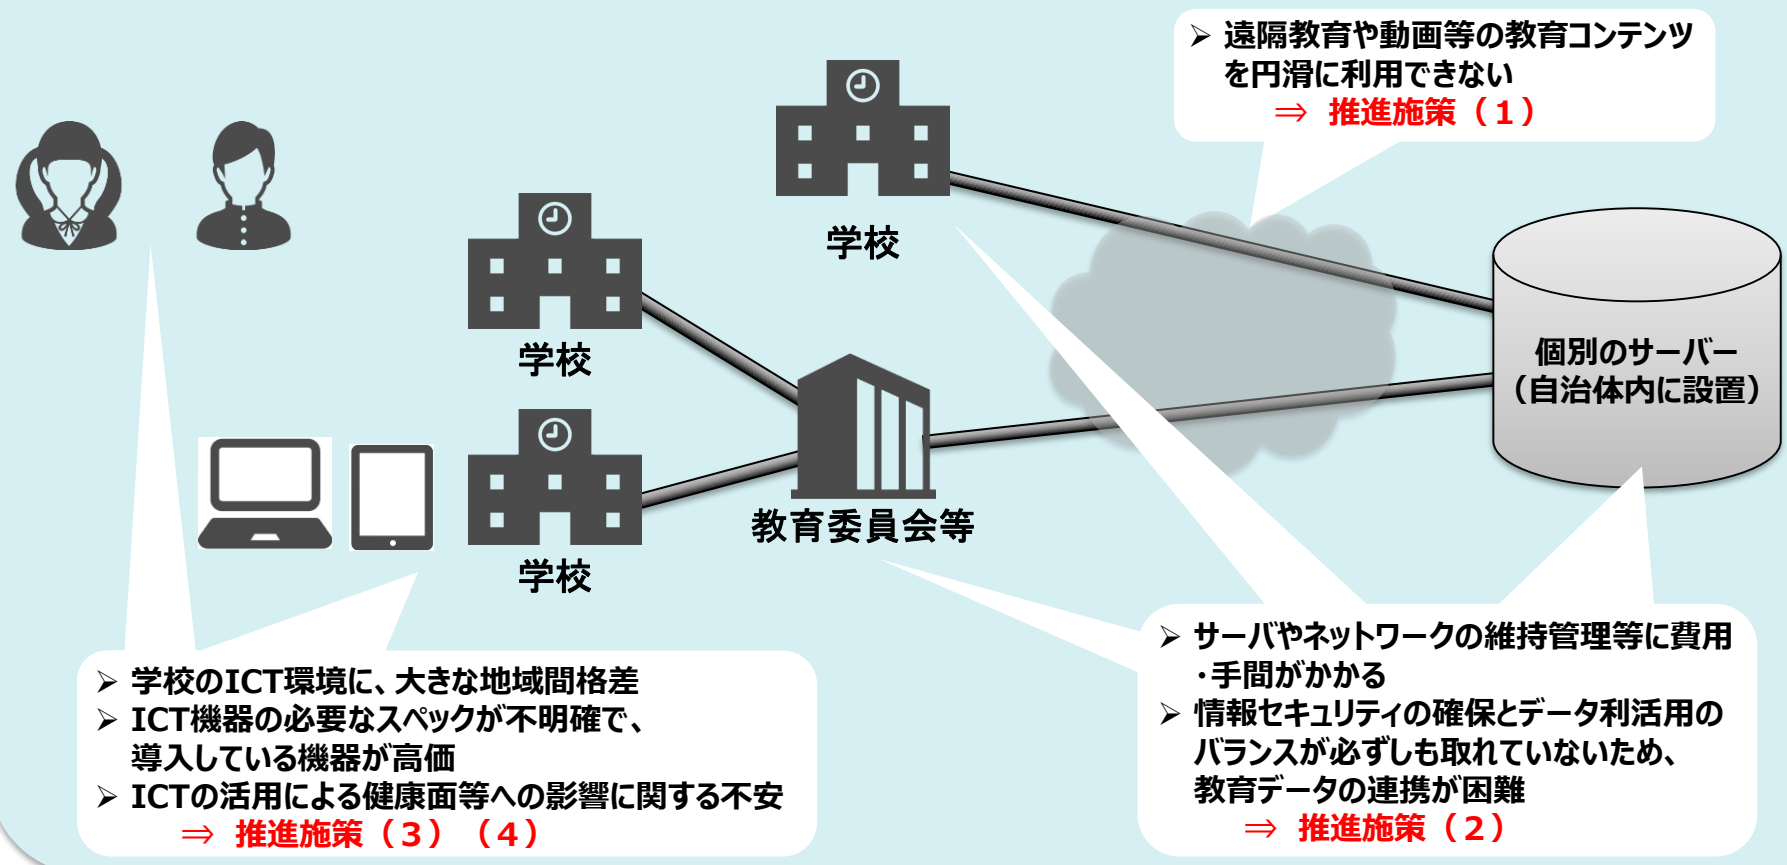 ➢ 遠隔教育や動画等の教育コンテンツ
を円滑に利用できない
⇒ 推進施策（１）
学校
学校
個別のサーバー
（自治体内に設置）
教育委員会等
学校
➢ 学校のICT環境に、大きな地域間格差
➢ ICT機器の必要なスペックが不明確で、
導入している機器が高価
➢ ICTの活用による健康面等への影響に関する不安
⇒ 推進施策（３）（４）
➢ サーバやネットワークの維持管理等に費用
・手間がかかる
➢ 情報セキュリティの確保とデータ利活用の
バランスが必ずしも取れていないため、
教育データの連携が困難
⇒ 推進施策（２）